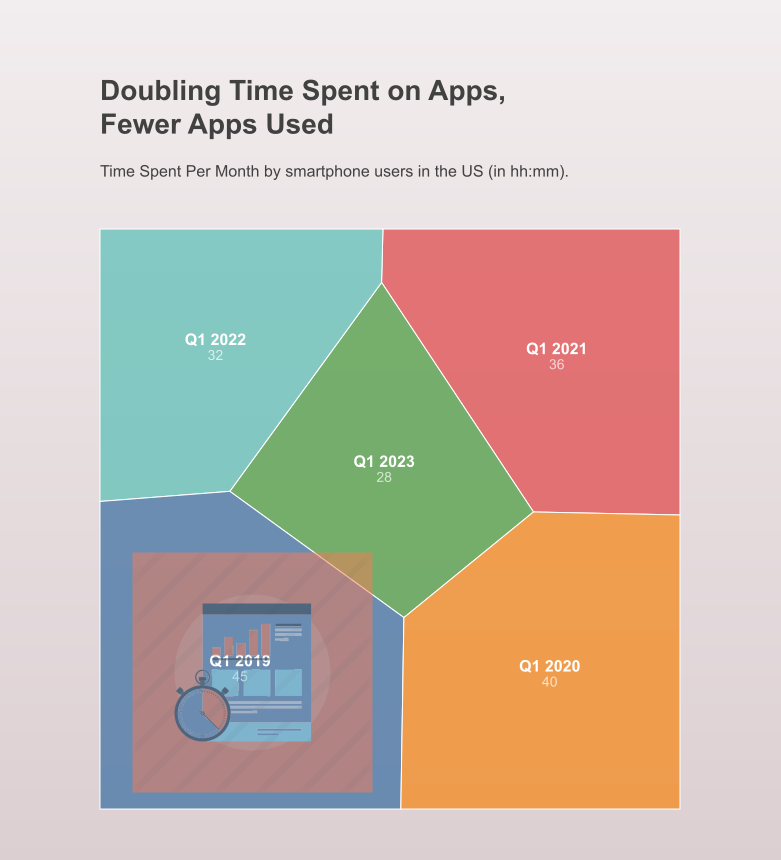 Doubling Time Spent on Apps,
Fewer Apps Used
Time Spent Per Month by smartphone users in the US (in hh:mm).
Q1 2022
32
Q1 2021
36
Q1 2023
28
Q1 2019
45
Q1 2020
40